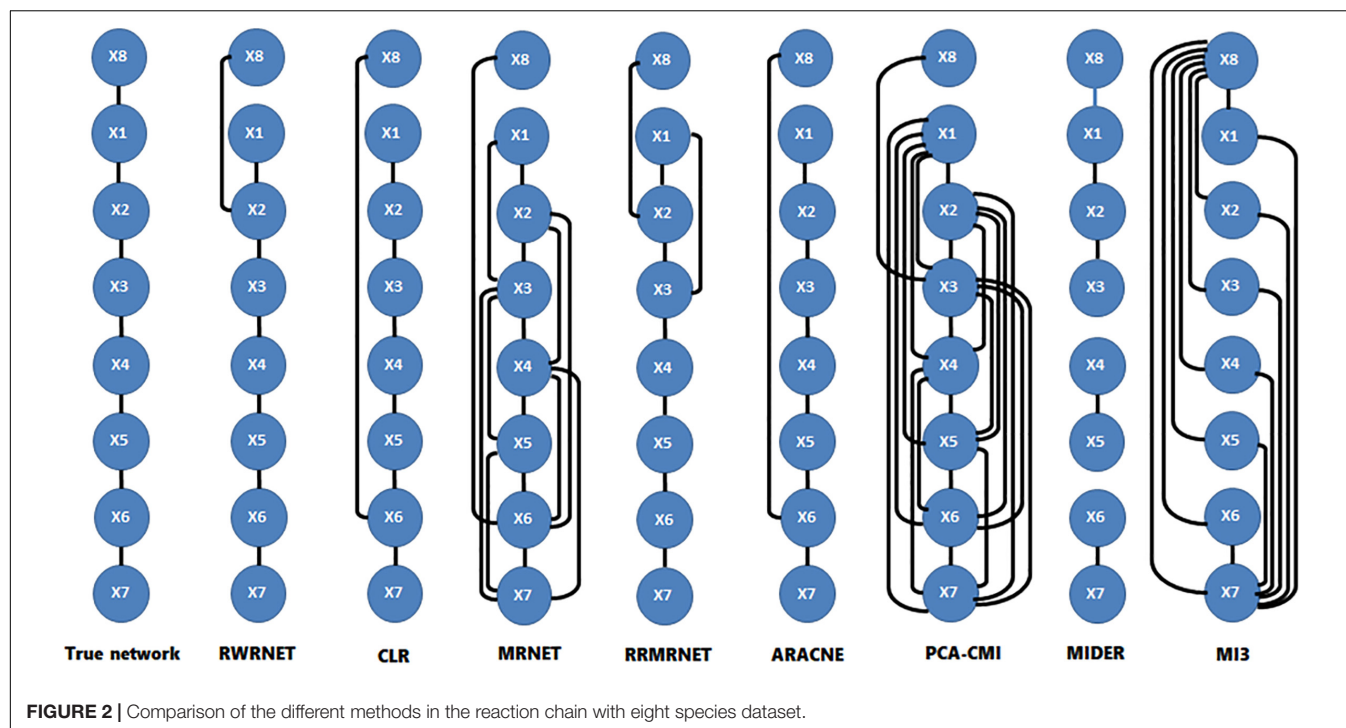 X8 X8 X8 X8 X8 X8 X8 X8 X8
X1 X1 X1 X1 X1 X1 X1 X1 X1
X2 X2 X2 X2 X2 X2 X2 X2 X2
X3 X3 X3 X3 X3 X3 X3 X3 X3
X4 X4 X4 X4 X4 X4 X4 X4 X4
X5 X5 X5 X5 X5 X5 X5 X5 X5
X6 X6 X6 X6 X6 X6 X6 X6 X6
X7 X7 X7 X7 X7 X7 X7 X7 X7
True network RWRNET CLR MRNET RRMRNET ARACNE PCA-CMI MIDER MI3
FIGURE 2 | Comparison of the different methods in the reaction chain with eight species dataset.